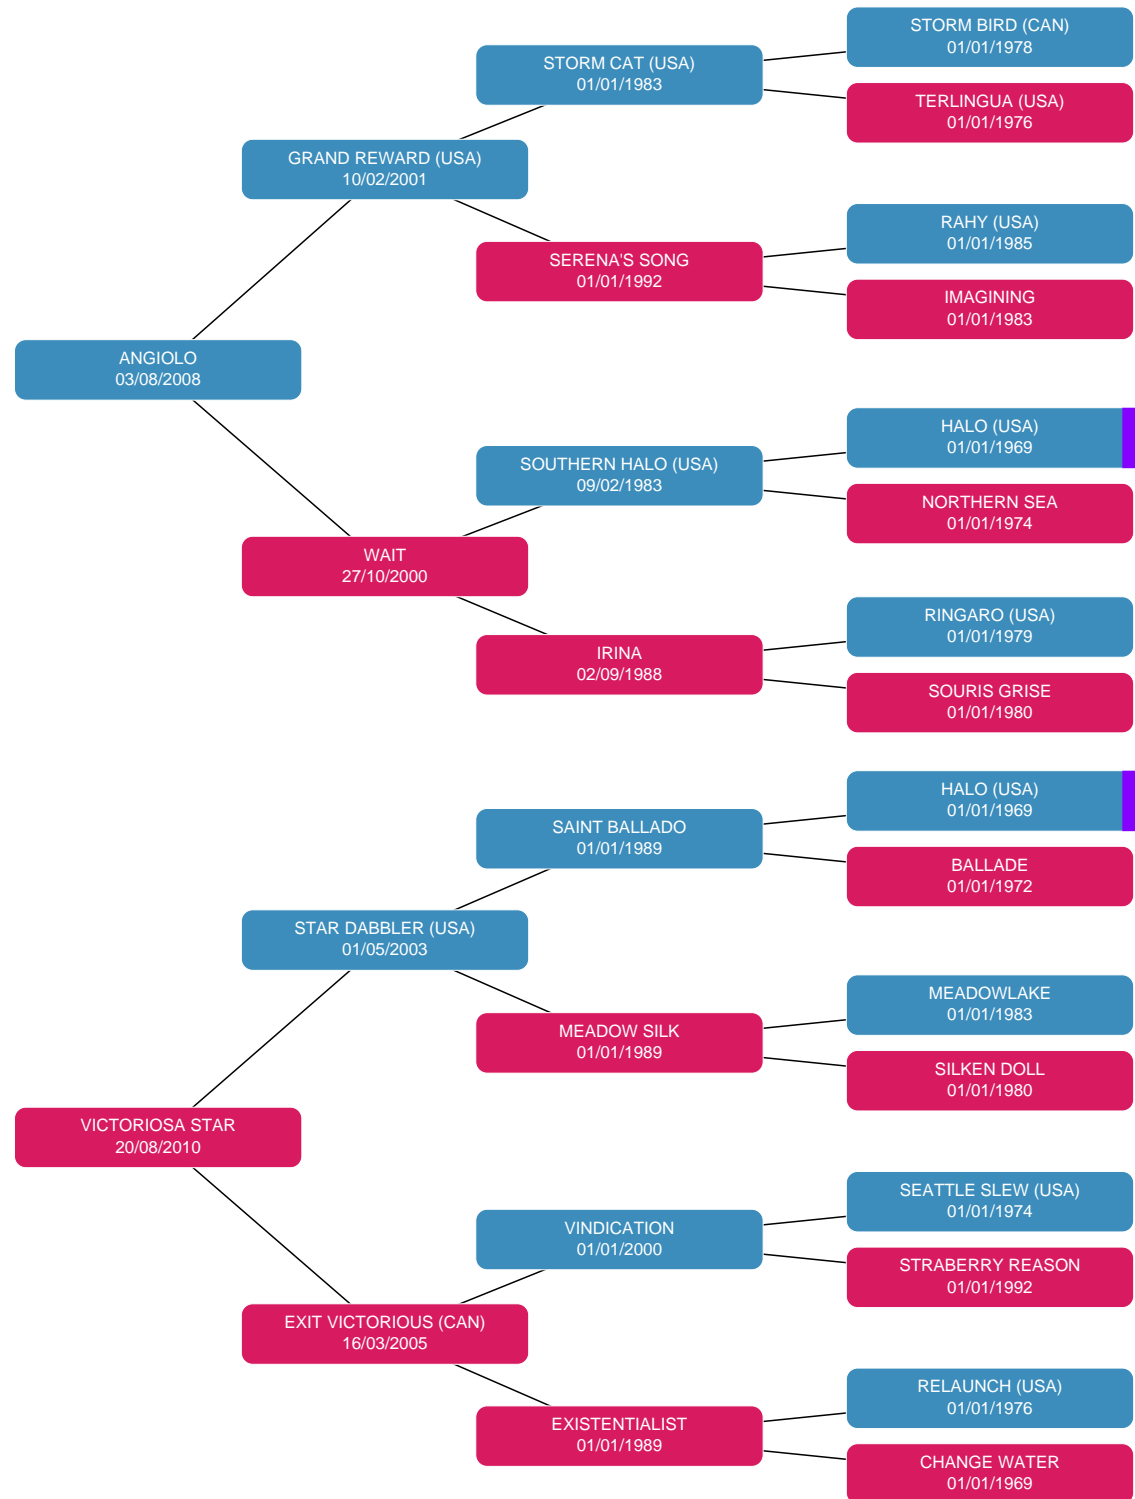 STORM BIRD (CAN)
01/01/1978
STORM CAT (USA)
01/01/1983
TERLINGUA (USA)
01/01/1976
GRAND REWARD (USA)
10/02/2001
RAHY (USA)
01/01/1985
SERENA'S SONG
01/01/1992
IMAGINING
01/01/1983
ANGIOLO
03/08/2008
HALO (USA)
01/01/1969
SOUTHERN HALO (USA)
09/02/1983
NORTHERN SEA
01/01/1974
WAIT
27/10/2000
RINGARO (USA)
01/01/1979
IRINA
02/09/1988
SOURIS GRISE
01/01/1980
HALO (USA)
01/01/1969
SAINT BALLADO
01/01/1989
BALLADE
01/01/1972
STAR DABBLER (USA)
01/05/2003
MEADOWLAKE
01/01/1983
MEADOW SILK
01/01/1989
SILKEN DOLL
01/01/1980
VICTORIOSA STAR
20/08/2010
SEATTLE SLEW (USA)
01/01/1974
VINDICATION
01/01/2000
STRABERRY REASON
01/01/1992
EXIT VICTORIOUS (CAN)
16/03/2005
RELAUNCH (USA)
01/01/1976
EXISTENTIALIST
01/01/1989
CHANGE WATER
01/01/1969